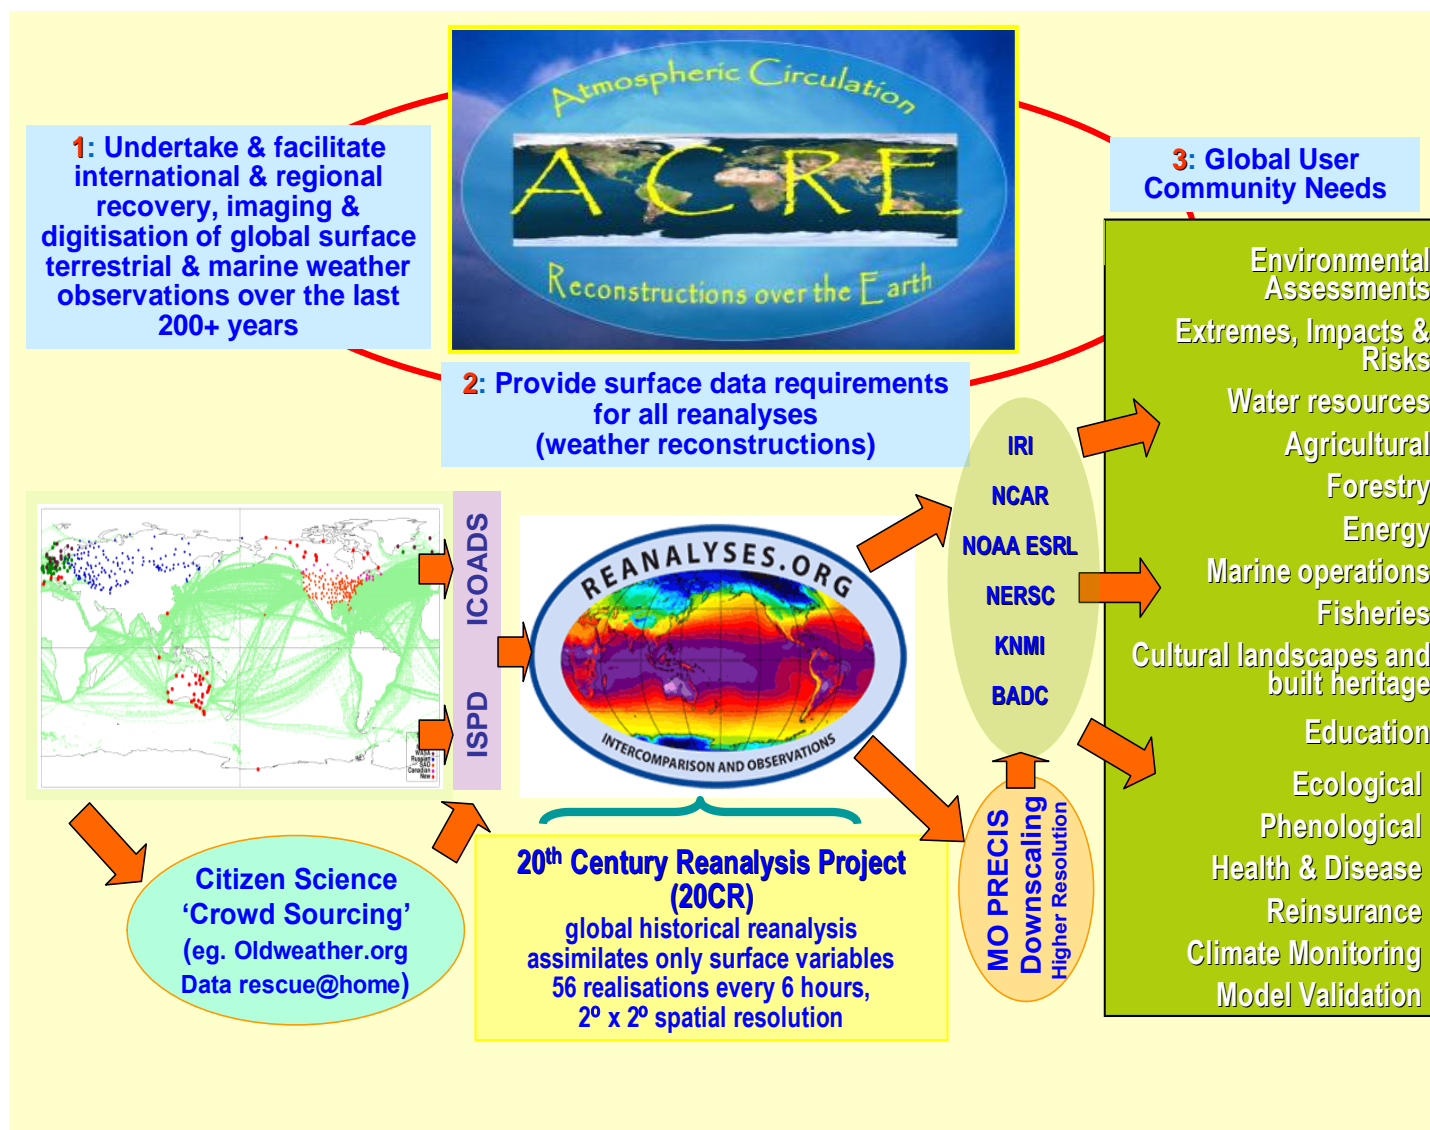 Atmospheric Circulation
ACRE
Reconstructions over the Earth
1: Undertake & facilitate
international & regional
recovery, imaging &
digitisation of global surface
terrestrial & marine weather
observations over the last
200+ years
2: Provide surface data requirements
for all reanalyses
(weather reconstructions)
3: Global User
Community Needs
Environmental
Assessments
Extremes, Impacts &
Risks
Water resources
Agricultural
Forestry
Energy
Marine operations
Fisheries
Cultural landscapes and
built heritage
Education
Ecological
Phenological
Health & Disease
Reinsurance
Climate Monitoring
Model Validation
IRI
NCAR
NOAA ESRL
NERSC
KNMI
BADC
ICOADS
ISPD
Russian
Canadian
New
REANALYSES.ORG
INTERCOMPARISON AND OBSERVATIONS
Citizen Science
‘Crowd Sourcing’
(eg. Oldweather.org
Data rescue@home)
20th Century Reanalysis Project
(20CR)
global historical reanalysis
assimilates only surface variables
56 realisations every 6 hours,
2º x 2º spatial resolution
MO PRECIS
Downscaling
Higher Resolution